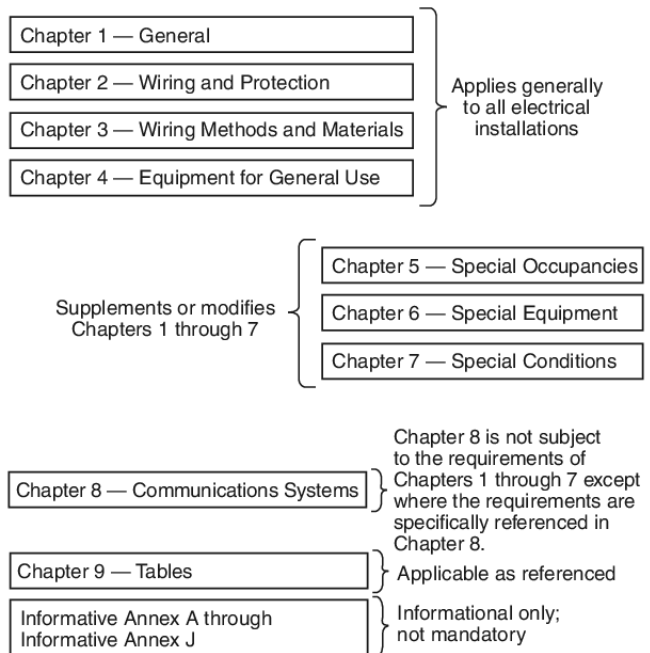 Chapter 1 — General
Chapter 2 — Wiring and Protection
Chapter 3 — Wiring Methods and Materials
Chapter 4 — Equipment for General Use
Applies generally
to all electrical
installations
Supplements or modifies
Chapters 1 through 7
Chapter 5 — Special Occupancies
Chapter 6 — Special Equipment
Chapter 7 — Special Conditions
Chapter 8 — Communications Systems
Chapter 8 is not subject
to the requirements of
Chapters 1 through 7 except
where the requirements are
specifically referenced in
Chapter 8.
Chapter 9 — Tables
Applicable as referenced
Informative Annex A through
Informative Annex J
Informational only;
not mandatory